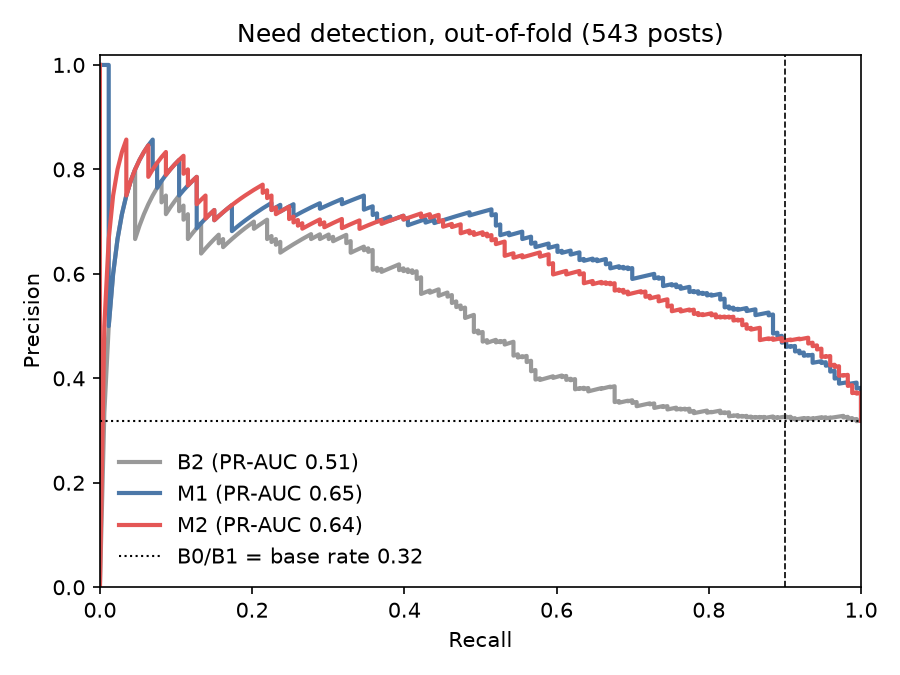 Need detection, out-of-fold (543 posts)
1.0
0.8
0.6
0.4
0.2
0.0
Precision
B2 (PR-AUC 0.51)
M1 (PR-AUC 0.65)
M2 (PR-AUC 0.64)
B0/B1 = base rate 0.32
0.0 0.2 0.4 0.6 0.8 1.0
Recall